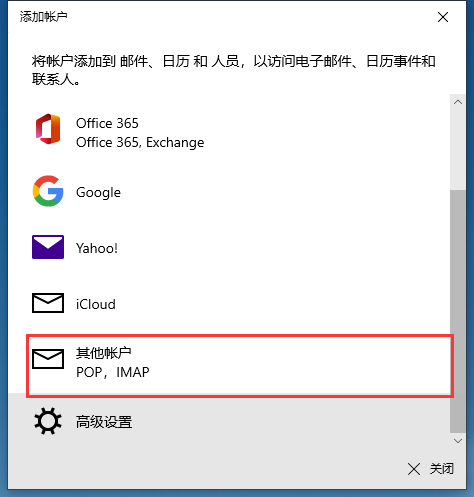 添加帐户
将帐户添加到 邮件、日历 和 人员，以访问电子邮件、日历事件和
联系人。
Office 365
Office 365, Exchange
Google
Yahoo!
iCloud
其他帐户
POP，IMAP
高级设置
关闭